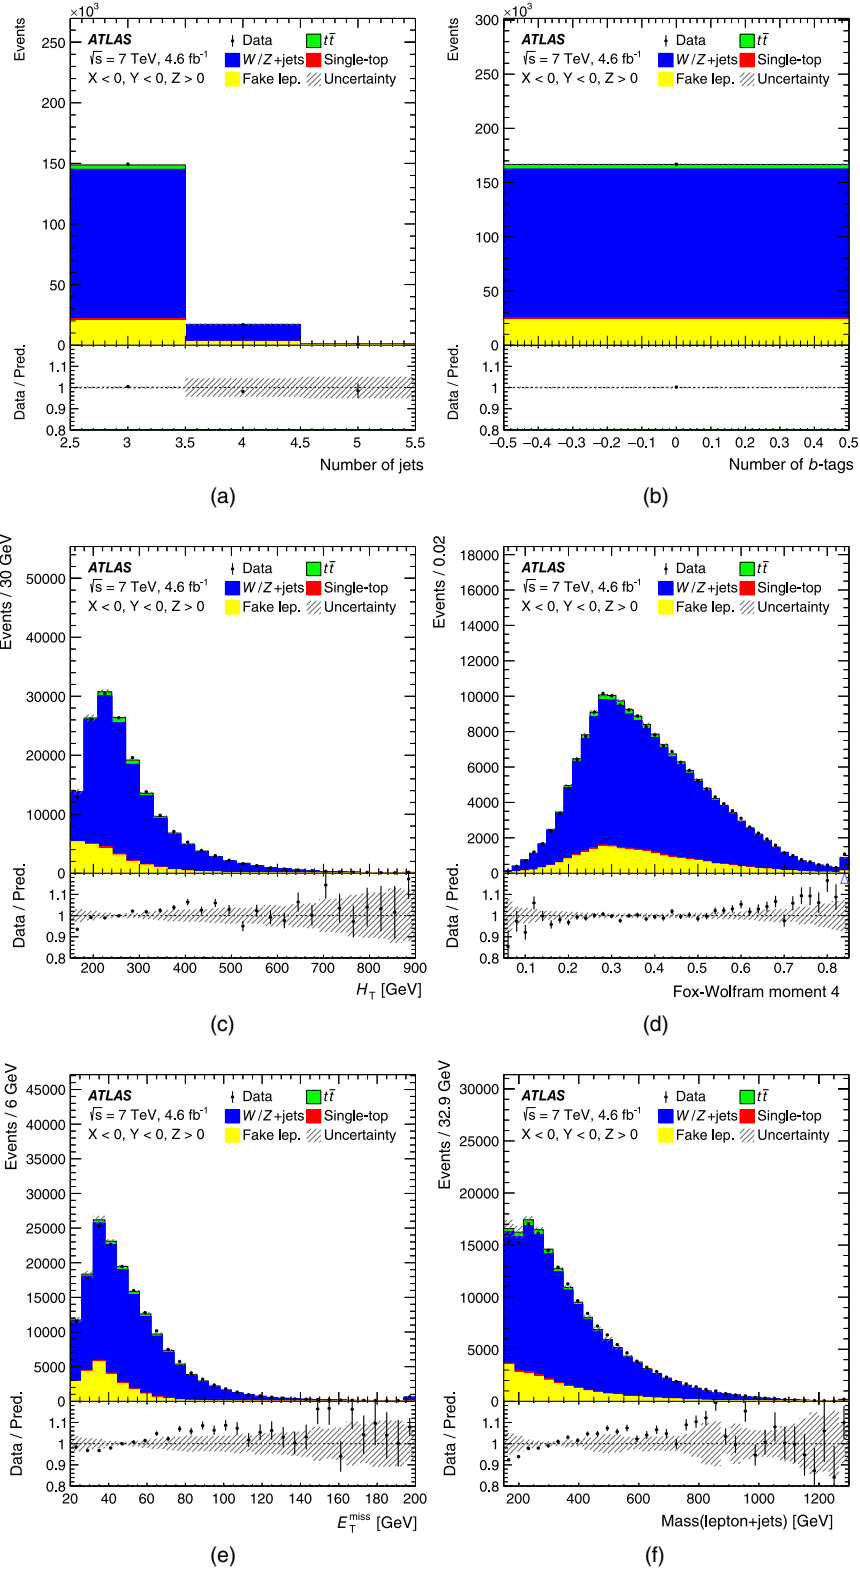 ×10³
Events
270
250
200
150
100
50
0
ATLAS
√s = 7 TeV, 4.6 fb⁻¹
X < 0, Y < 0, Z > 0
Data
W/Z+jets
Fake lep.
tt̄
Single-top
Uncertainty
Data / Pred.
1.1
1
0.9
0.8
2.5 3 3.5 4 4.5 5 5.5
Number of jets
(a)
×10³
Events
300
250
200
150
100
50
0
ATLAS
√s = 7 TeV, 4.6 fb⁻¹
X < 0, Y < 0, Z > 0
Data
W/Z+jets
Fake lep.
tt̄
Single-top
Uncertainty
Data / Pred.
1.1
1
0.9
0.8
−0.5 −0.4 −0.3 −0.2 −0.1 0 0.1 0.2 0.3 0.4 0.5
Number of b-tags
(b)
Events / 30 GeV
50000
40000
30000
20000
10000
0
ATLAS
√s = 7 TeV, 4.6 fb⁻¹
X < 0, Y < 0, Z > 0
Data
W/Z+jets
Fake lep.
tt̄
Single-top
Uncertainty
Data / Pred.
1.1
1
0.9
0.8
200 300 400 500 600 700 800 900
H_T [GeV]
(c)
Events / 0.02
18000
16000
14000
12000
10000
8000
6000
4000
2000
0
ATLAS
√s = 7 TeV, 4.6 fb⁻¹
X < 0, Y < 0, Z > 0
Data
W/Z+jets
Fake lep.
tt̄
Single-top
Uncertainty
Data / Pred.
1.1
1
0.9
0.8
0.1 0.2 0.3 0.4 0.5 0.6 0.7 0.8
Fox-Wolfram moment 4
(d)
Events / 6 GeV
45000
40000
35000
30000
25000
20000
15000
10000
5000
0
ATLAS
√s = 7 TeV, 4.6 fb⁻¹
X < 0, Y < 0, Z > 0
Data
W/Z+jets
Fake lep.
tt̄
Single-top
Uncertainty
Data / Pred.
1.1
1
0.9
0.8
20 40 60 80 100 120 140 160 180 200
E_T^miss [GeV]
(e)
Events / 32.9 GeV
30000
25000
20000
15000
10000
5000
0
ATLAS
√s = 7 TeV, 4.6 fb⁻¹
X < 0, Y < 0, Z > 0
Data
W/Z+jets
Fake lep.
tt̄
Single-top
Uncertainty
Data / Pred.
1.1
1
0.9
0.8
200 400 600 800 1000 1200
Mass(lepton+jets) [GeV]
(f)